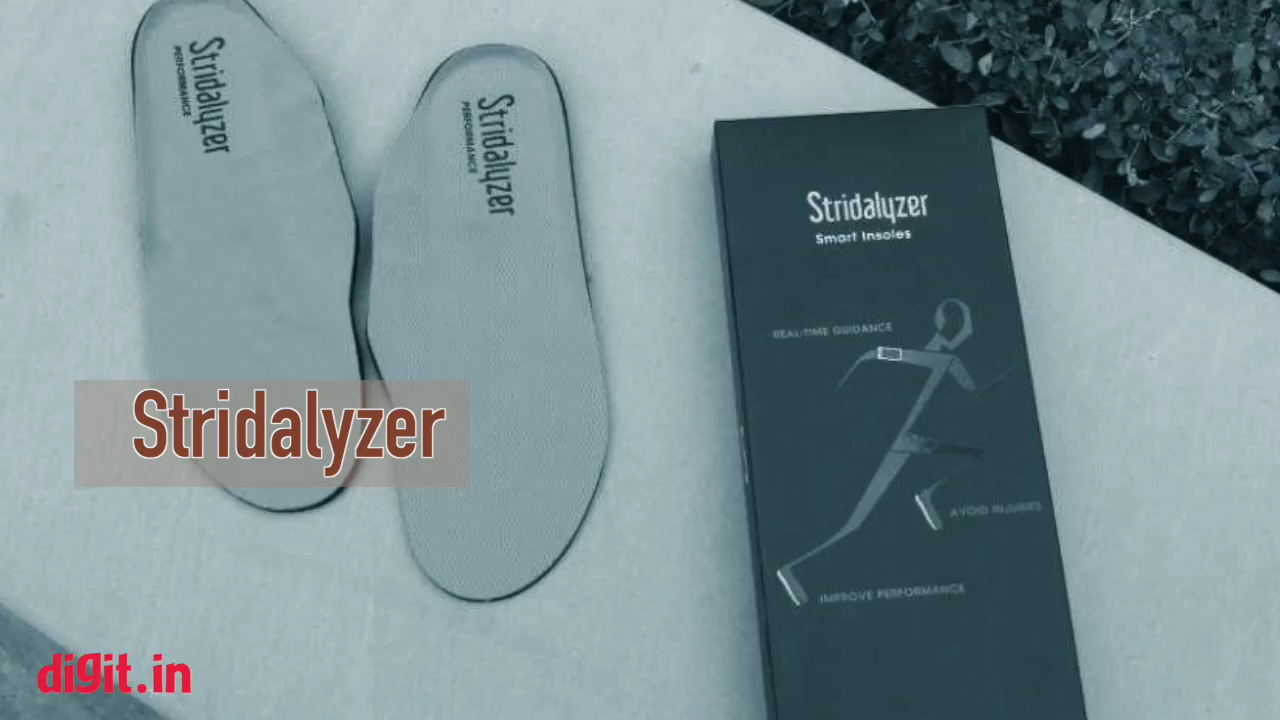 Stridalyzer
PERFORMANCE
Stridalyzer
PERFORMANCE
Stridalyzer
Smart Insoles
REAL-TIME GUIDANCE
AVOID INJURIES
IMPROVE PERFORMANCE
Stridalyzer
digit.in